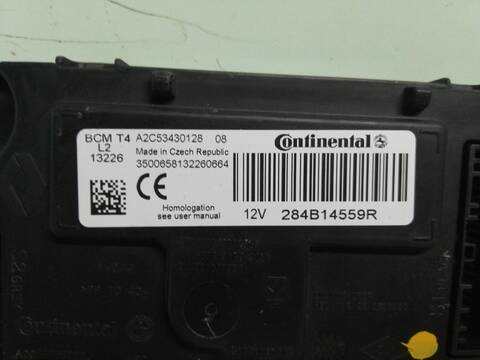 BCM T4 A2C53430128 08
L2 Made in Czech Republic
13226 3500658132260664
Continental
CE
Homologation
see user manual
12V 284B14559R
Continental